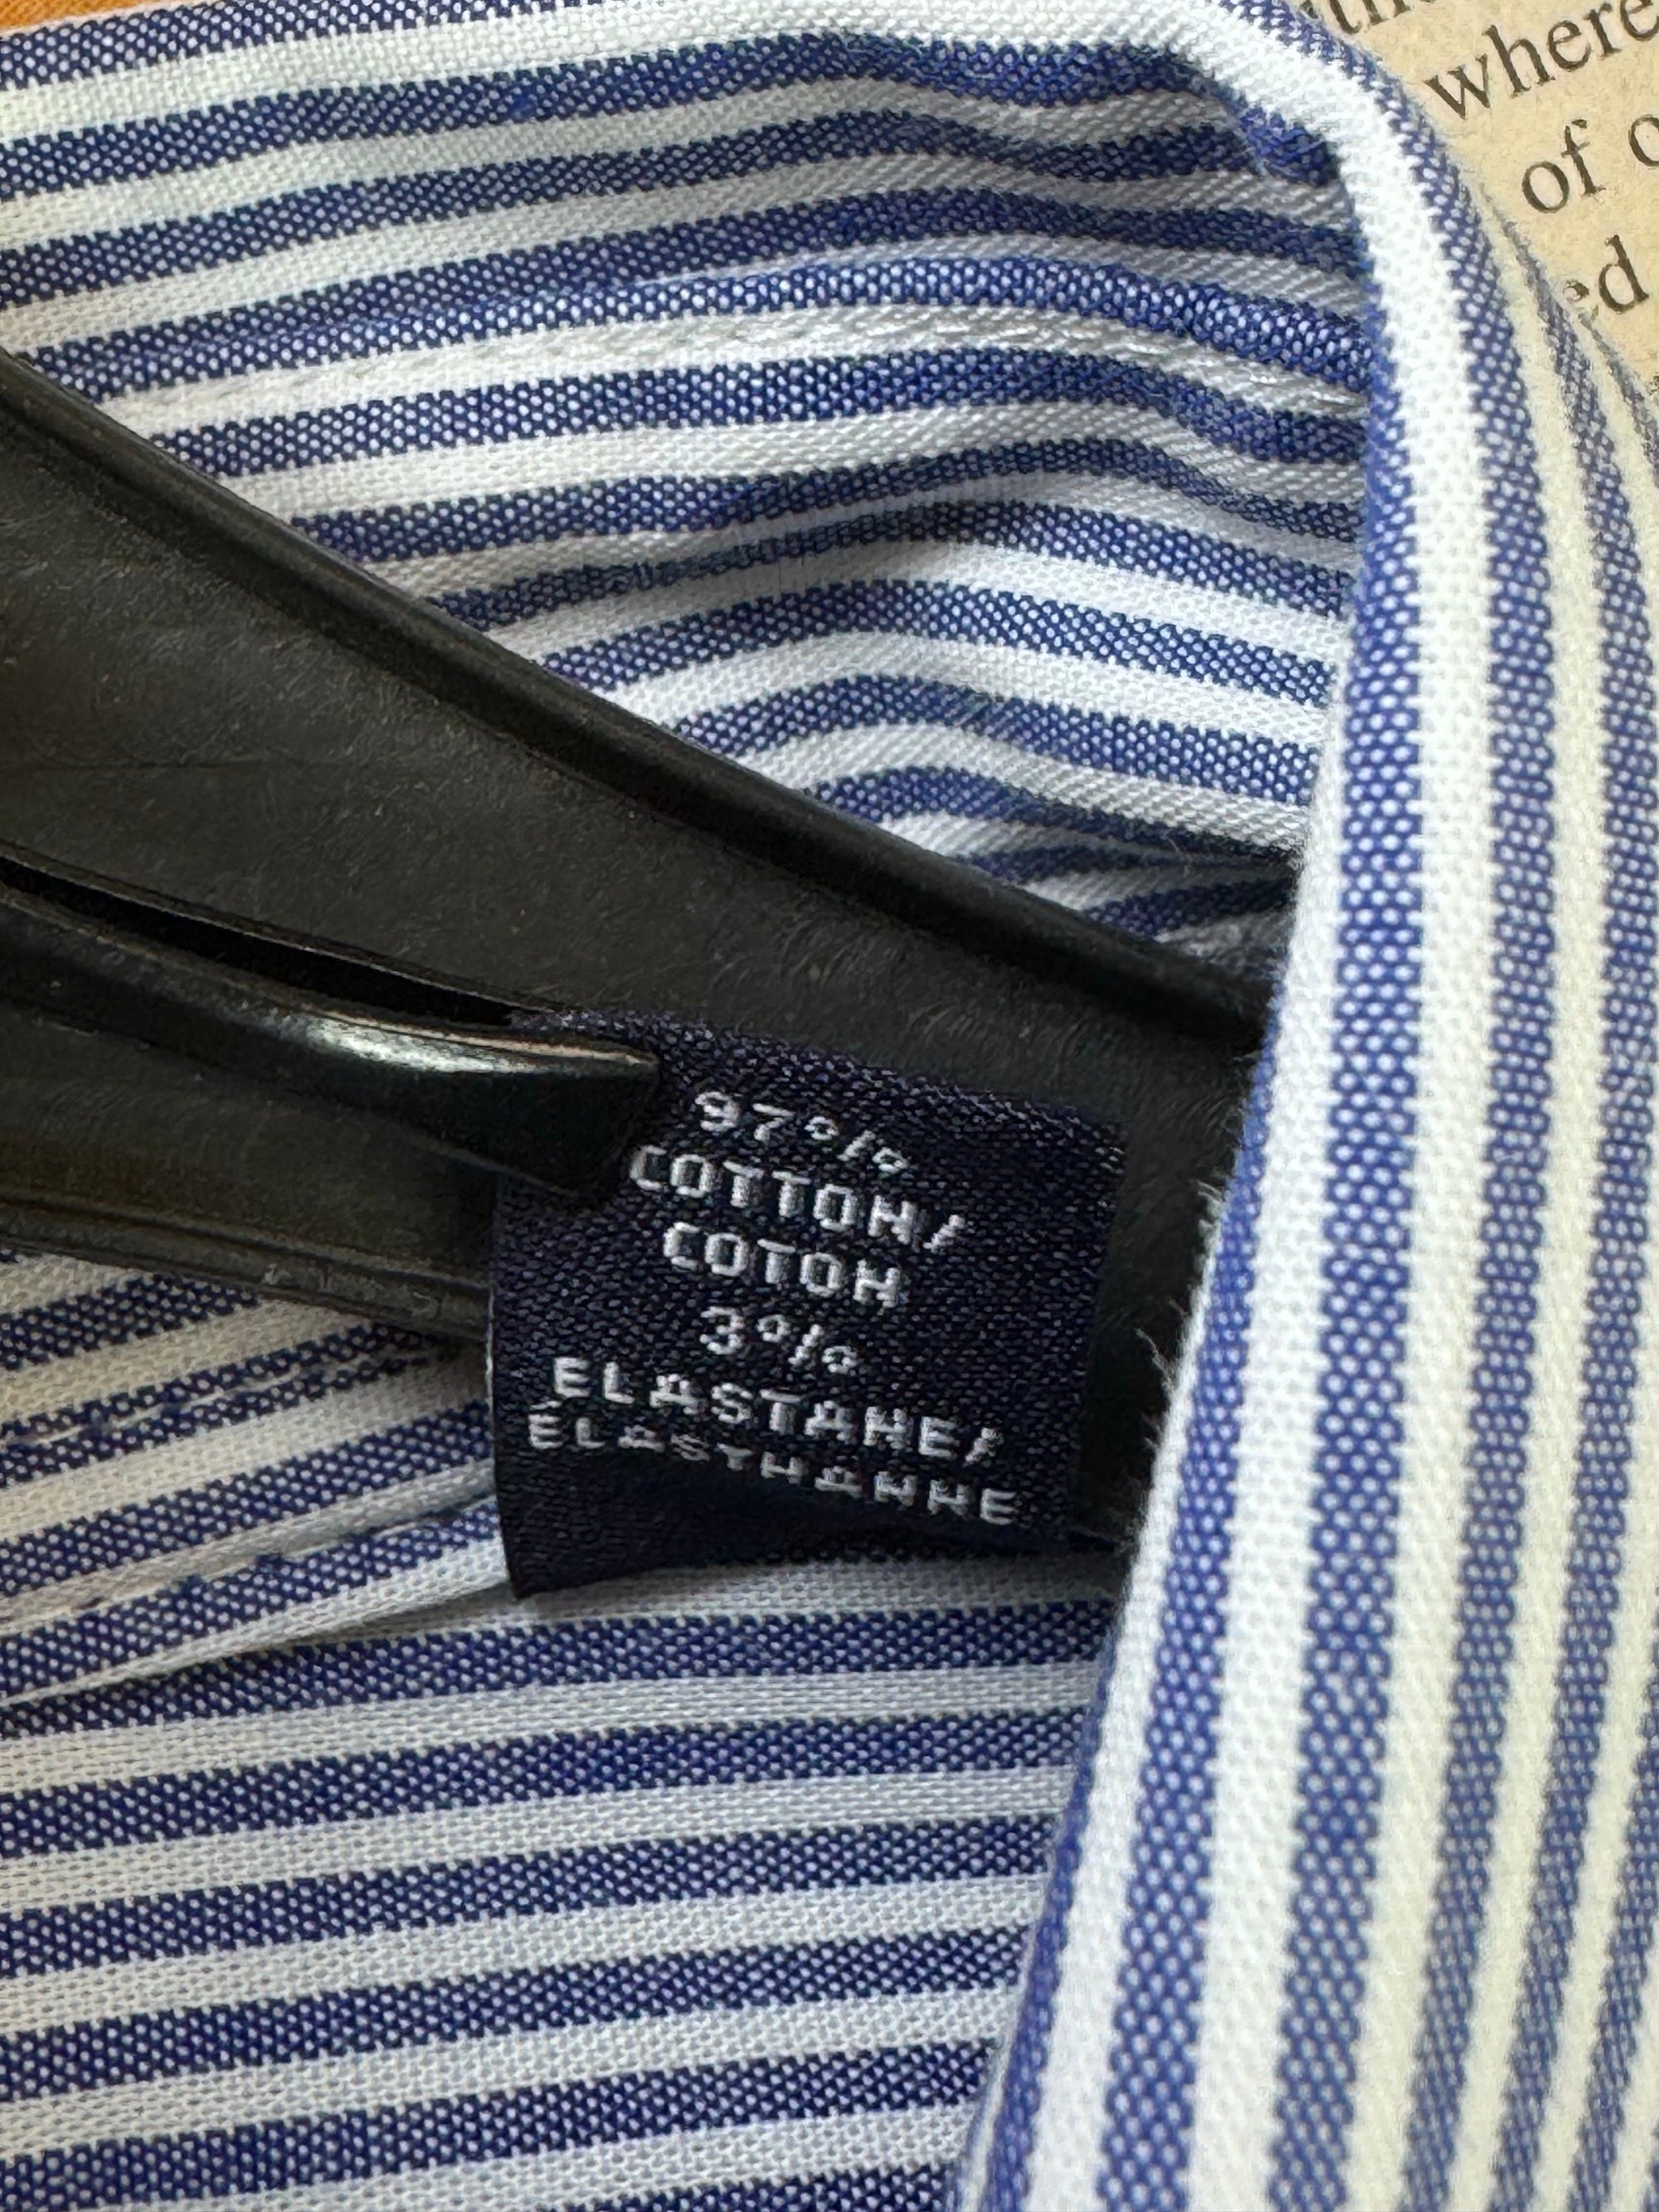 where
of
ed
97%
COTTON/
COTON
3%
ELASTANE/
ÉLASTHANNE